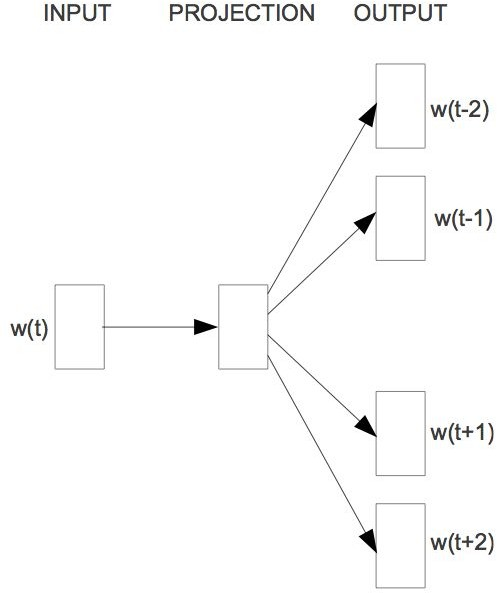 INPUT PROJECTION OUTPUT
w(t-2)
w(t-1)
w(t)
w(t+1)
w(t+2)